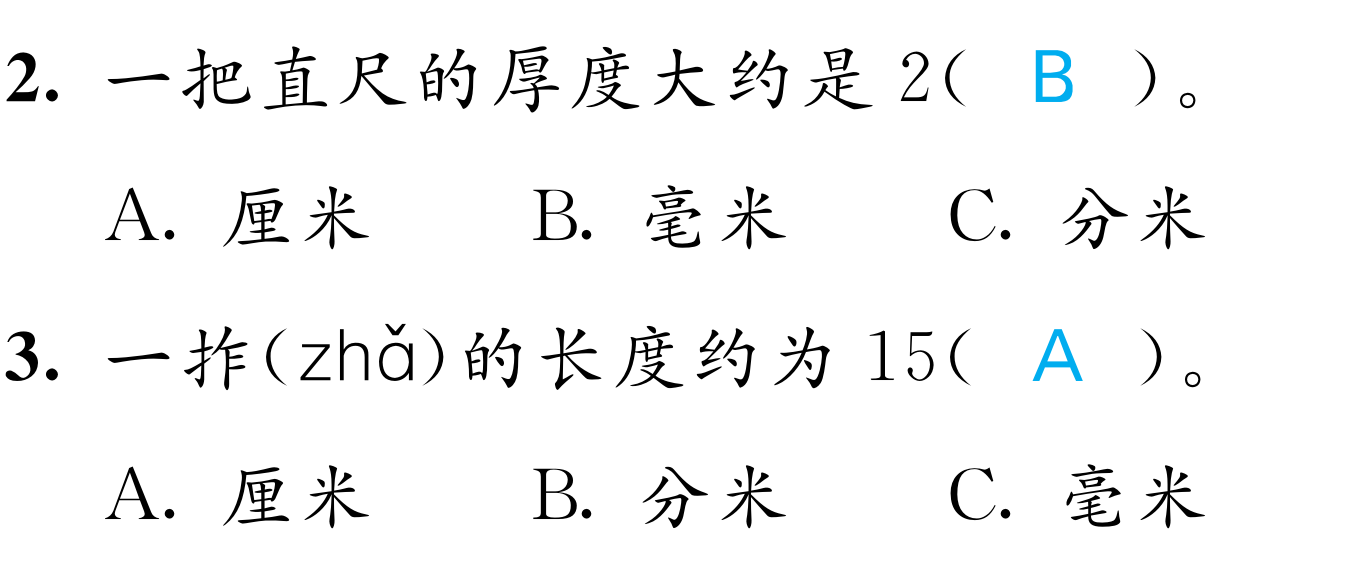 2. 一把直尺的厚度大约是 2( B )。
A. 厘米 B. 毫米 C. 分米
3. 一拃(zhǎ)的长度约为 15( A )。
A. 厘米 B. 分米 C. 毫米